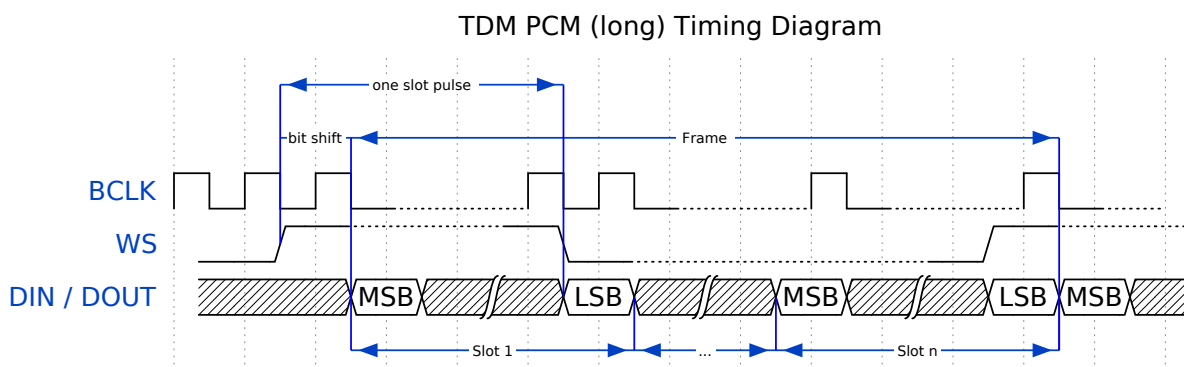 TDM PCM (long) Timing Diagram
one slot pulse
bit shift
Frame
BCLK
WS
DIN / DOUT
MSB
LSB
MSB
LSB
MSB
Slot 1
...
Slot n